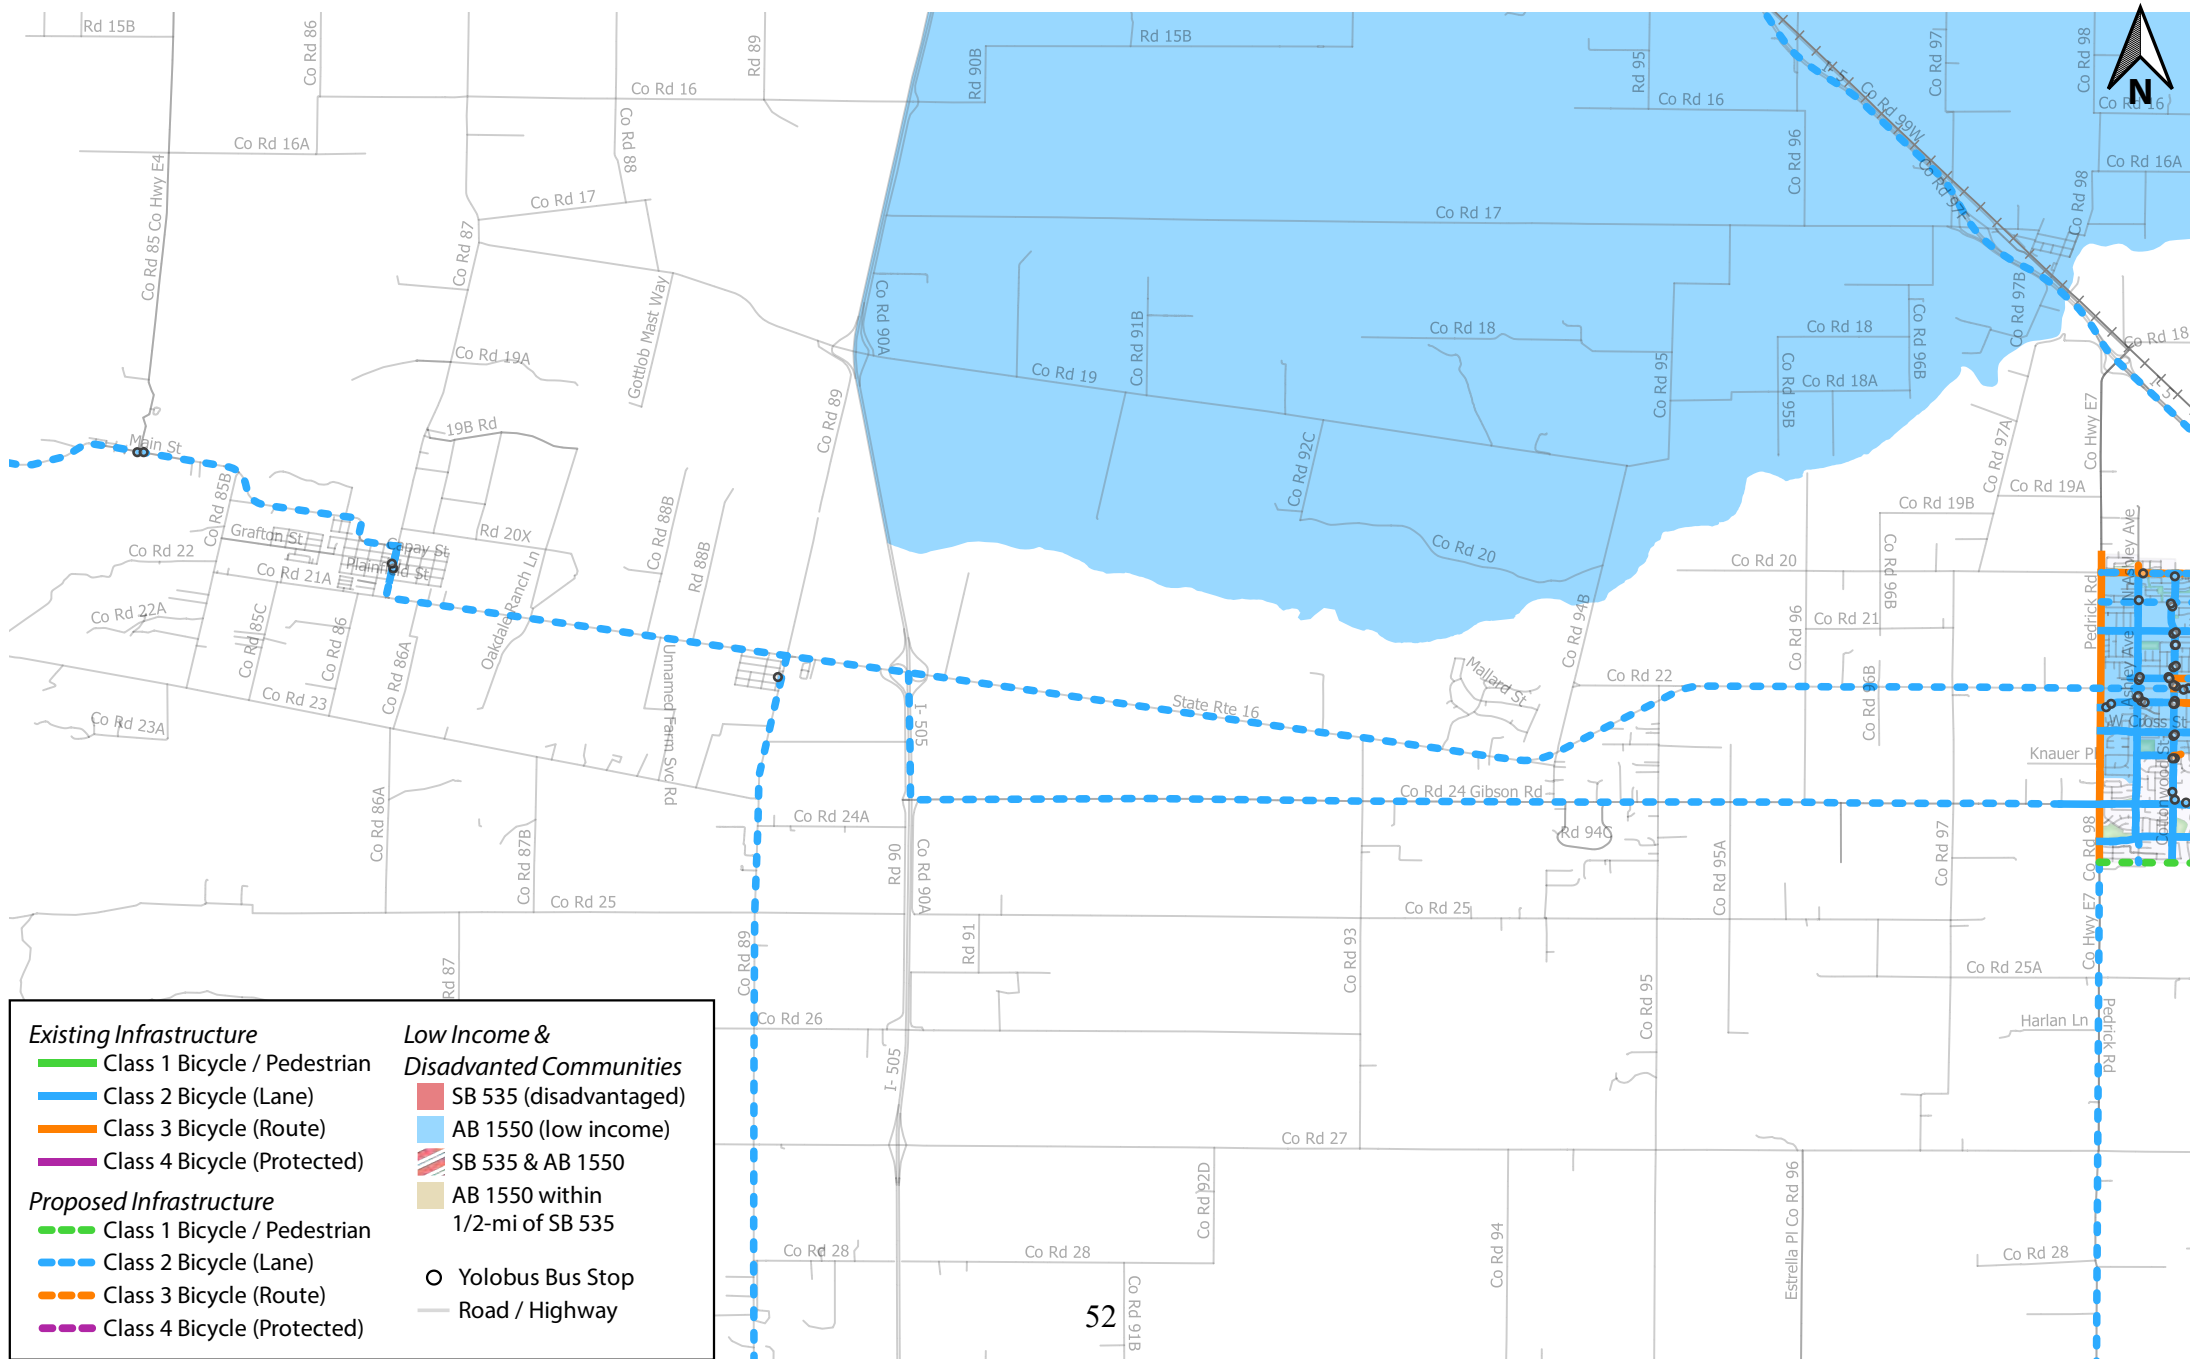 Rd 15B
Co Rd 86
Rd 89
Rd 90B
Rd 15B
Rd 95
Co Rd 97
Co Rd 98
N
Co Rd 16
Co Rd 16
Co Rd 16
It 5
Co Rd 99W
Co Rd 16A
Co Rd 88
Co Rd 96
Co Rd 16A
Co Rd 85 Co Hwy E4
Co Rd 17
Co Rd 17
Co Rd 97F
Co Rd 98
Co Rd 87
Gottlob Mast Way
Co Rd 90A
Co Rd 91B
Co Rd 18
Co Rd 18
Co Rd 96B
Co Rd 97B
Co Rd 18
Co Rd 19A
Co Rd 19
Co Rd 95
Co Rd 95B
Co Rd 18A
It 5
Co Rd 89
19B Rd
Main St
Co Rd 92C
Co Rd 97A
Co Hwy E7
Co Rd 19A
Co Rd 19B
Co Rd 85B
Grafton St
Capay St
Rd 20X
Co Rd 88B
Rd 88B
Co Rd 20
Co Rd 20
Co Rd 96B
N Ashley Ave
Co Rd 22
Co Rd 21A
Plainfield St
Oakdale Ranch Ln
Co Rd 22A
Co Rd 85C
Co Rd 86
Co Rd 86A
Unnamed Farm Svc Rd
Co Rd 94B
Co Rd 96
Co Rd 21
Pedrick Rd
Ashley Ave
Mallard St
Co Rd 22
Co Rd 96B
Co Rd 23
Co Rd 23A
I- 505
State Rte 16
W Cross St
Knauer Pl
Cottonwood St
Co Rd 24 Gibson Rd
Co Rd 86A
Co Rd 87B
Co Rd 24A
Rd 90
Co Rd 90A
Rd 94C
Co Rd 95A
Co Rd 97
Co Rd 98
Co Rd 25
Co Rd 25
Rd 87
Co Rd 89
Rd 91
Co Rd 93
Co Rd 95
Co Hwy E7
Co Rd 25A
Co Rd 26
Harlan Ln
Pedrick Rd
I- 505
Co Rd 27
Co Rd 92D
Co Rd 94
Estrella Pl Co Rd 96
Co Rd 28
Co Rd 28
Co Rd 28
Co Rd 91B
Existing Infrastructure
Class 1 Bicycle / Pedestrian
Class 2 Bicycle (Lane)
Class 3 Bicycle (Route)
Class 4 Bicycle (Protected)
Proposed Infrastructure
Class 1 Bicycle / Pedestrian
Class 2 Bicycle (Lane)
Class 3 Bicycle (Route)
Class 4 Bicycle (Protected)
Low Income &
Disadvanted Communities
SB 535 (disadvantaged)
AB 1550 (low income)
SB 535 & AB 1550
AB 1550 within
1/2-mi of SB 535
Yolobus Bus Stop
Road / Highway
52